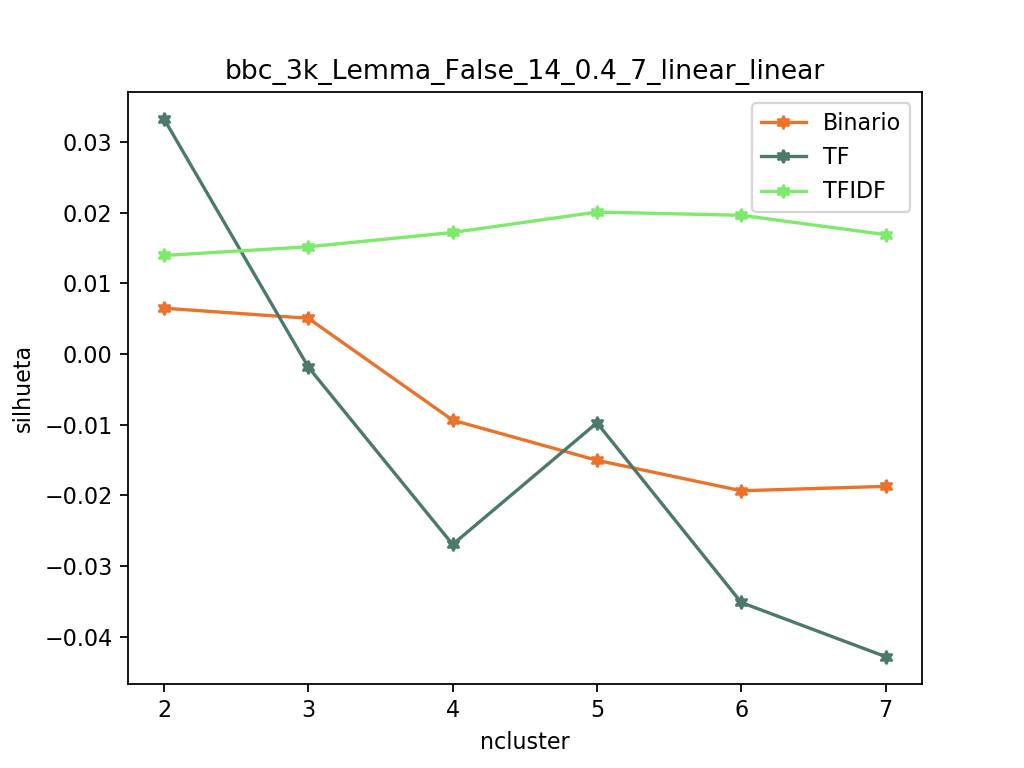 bbc_3k_Lemma_False_14_0.4_7_linear_linear
Binario
TF
TFIDF
0.03
0.02
0.01
0.00
−0.01
−0.02
−0.03
−0.04
silhueta
2 3 4 5 6 7
ncluster